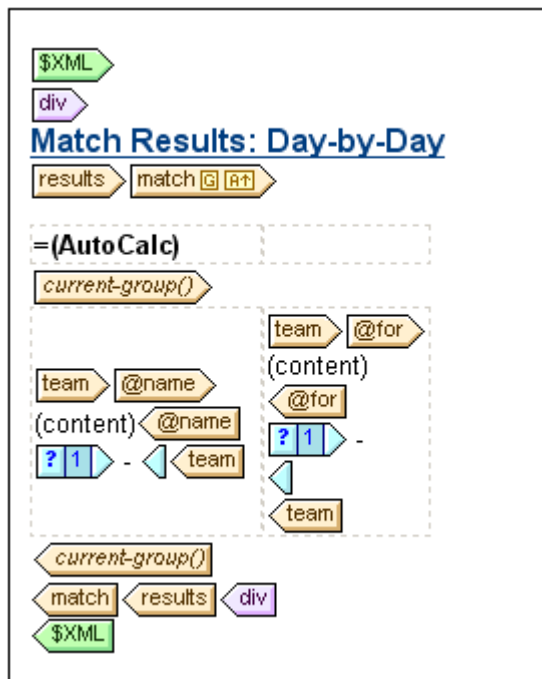 $XML
div
Match Results: Day-by-Day
results match G A↑
=(AutoCalc)
current-group()
team @name
(content) @name
? 1 - team
team @for
(content)
@for
? 1 -
team
current-group()
match results div
$XML